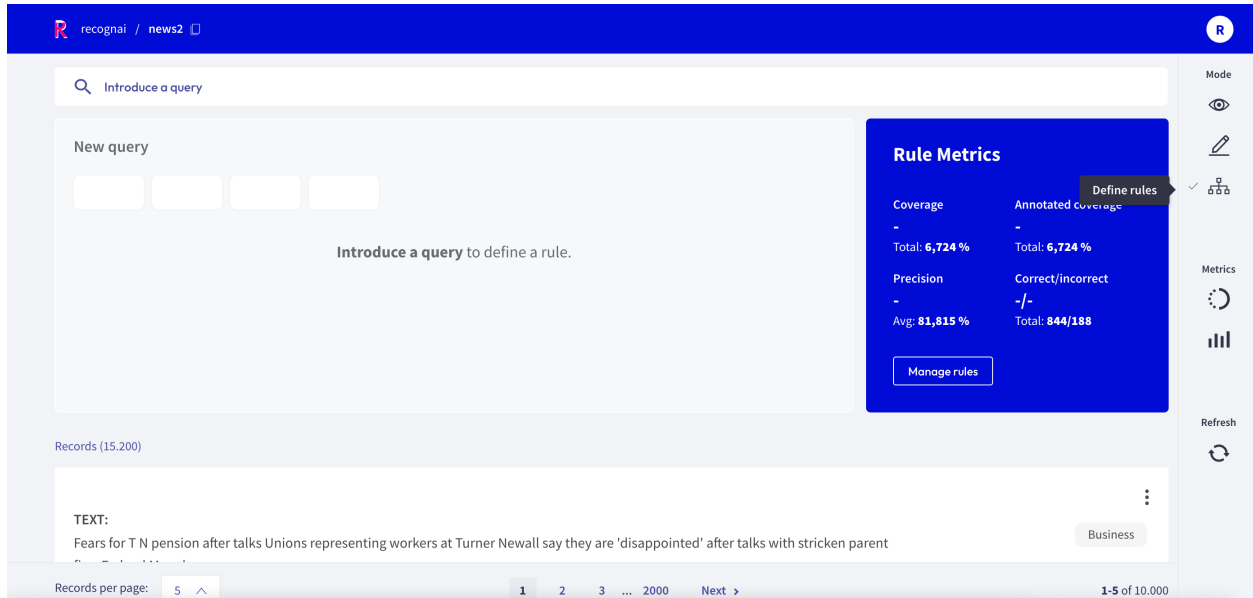 recognai / news2
R
Introduce a query
Mode
New query
Rule Metrics
Define rules
Coverage
Annotated coverage
-
-
Total: 6,724 %
Total: 6,724 %
Introduce a query to define a rule.
Precision
Correct/incorrect
-
-/-
Avg: 81,815 %
Total: 844/188
Manage rules
Metrics
Refresh
Records (15.200)
TEXT:
Fears for T N pension after talks Unions representing workers at Turner Newall say they are 'disappointed' after talks with stricken parent
Business
Records per page: 5
1 2 3 ... 2000 Next >
1-5 of 10.000